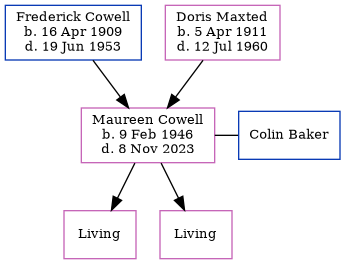 Frederick Cowell
b. 16 Apr 1909
d. 19 Jun 1953
Doris Maxted
b. 5 Apr 1911
d. 12 Jul 1960
Maureen Cowell
b. 9 Feb 1946
d. 8 Nov 2023
Colin Baker
Living
Living